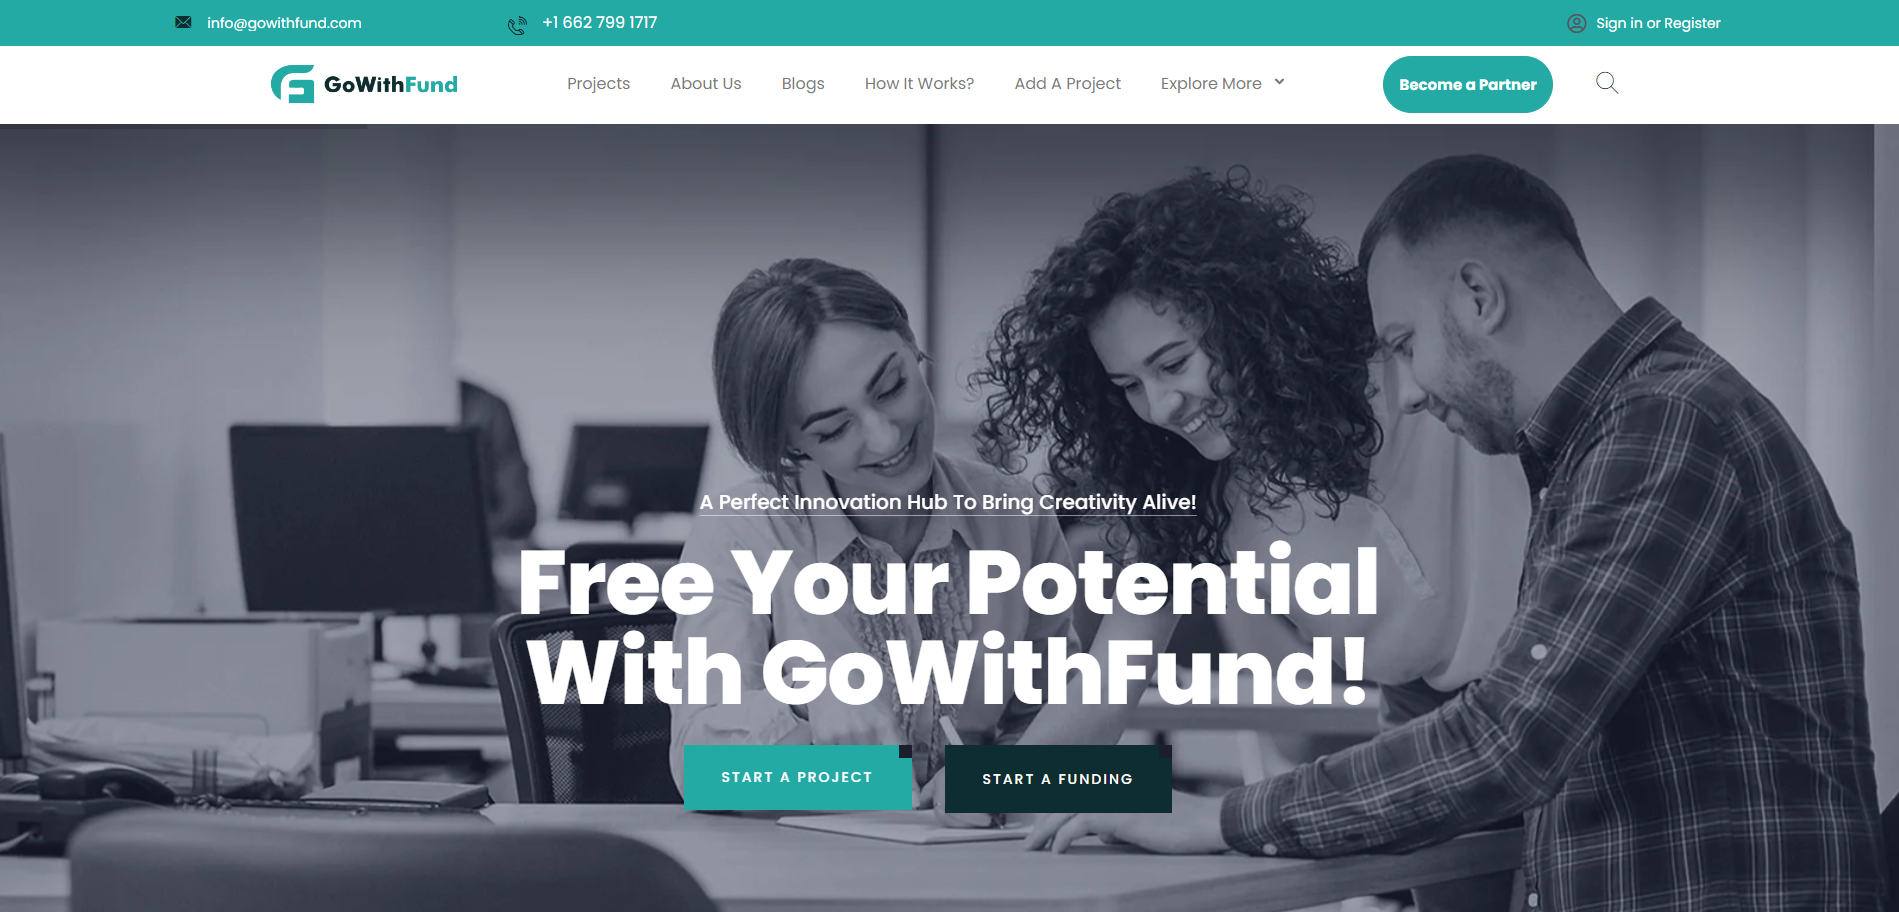 info@gowithfund.com
+1 662 799 1717
Sign in or Register
GoWithFund
Projects
About Us
Blogs
How It Works?
Add A Project
Explore More
Become a Partner
A Perfect Innovation Hub To Bring Creativity Alive!
Free Your Potential
With GoWithFund!
START A PROJECT
START A FUNDING